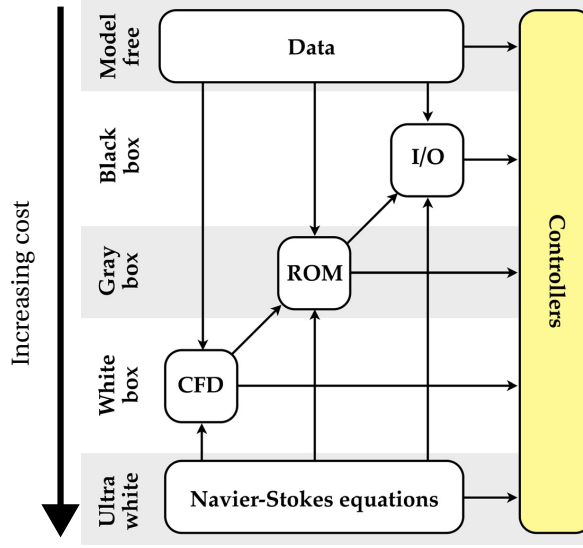 Increasing cost
Model
free
Data
Black
box
I/O
Gray
box
ROM
White
box
CFD
Ultra
white
Navier-Stokes equations
Controllers